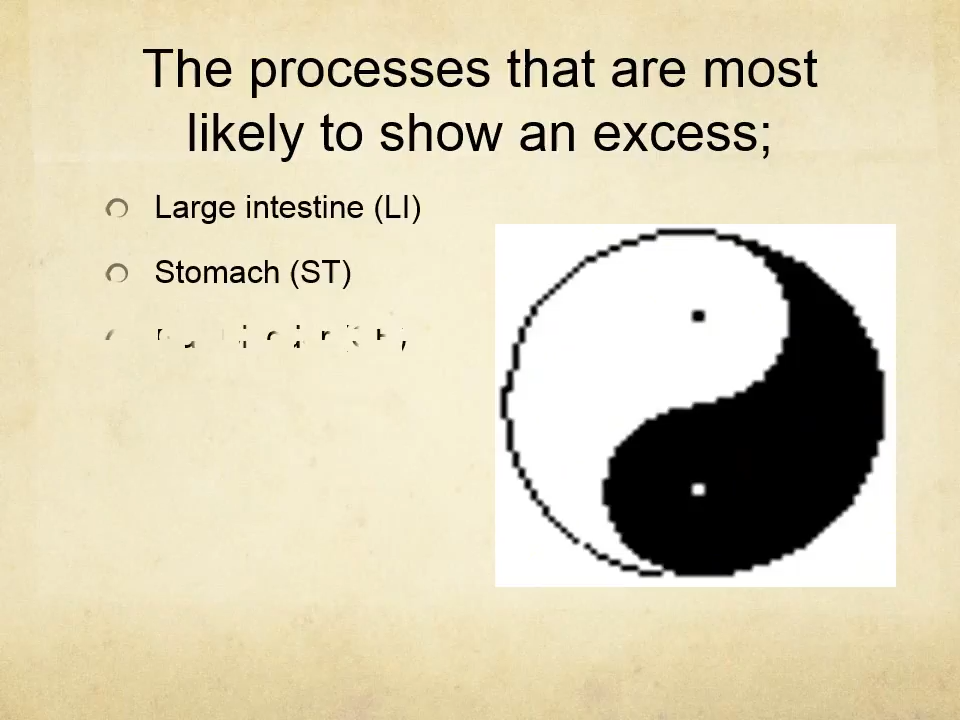 The processes that are most
likely to show an excess;
Large intestine (LI)
Stomach (ST)